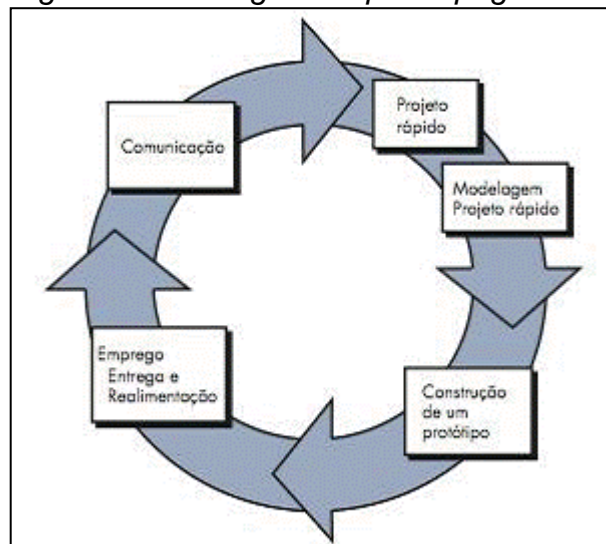 Comunicação
Projeto
rápido
Modelagem
Projeto rápido
Construção
de um
protótipo
Emprego
Entrega e
Realimentação